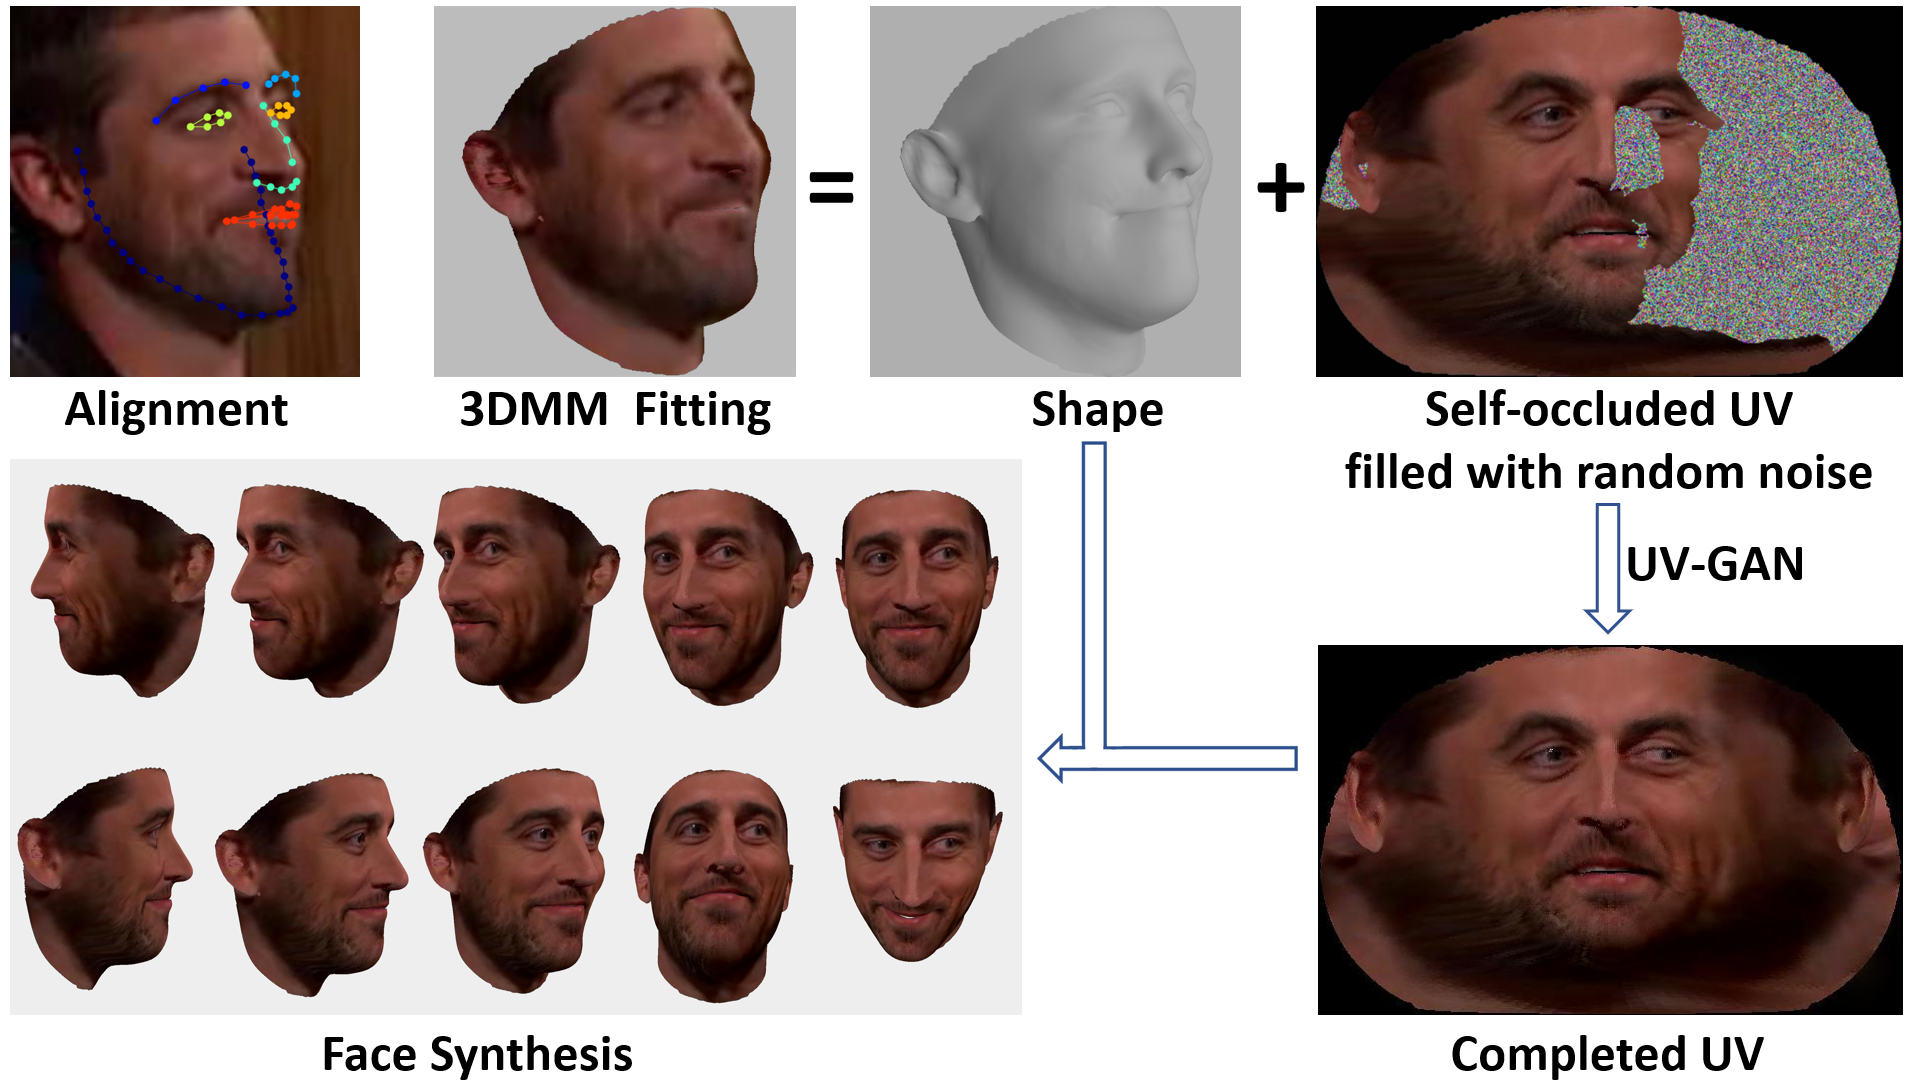 Alignment
3DMM Fitting
=
Shape
+
Self-occluded UV
filled with random noise
UV-GAN
Face Synthesis
Completed UV